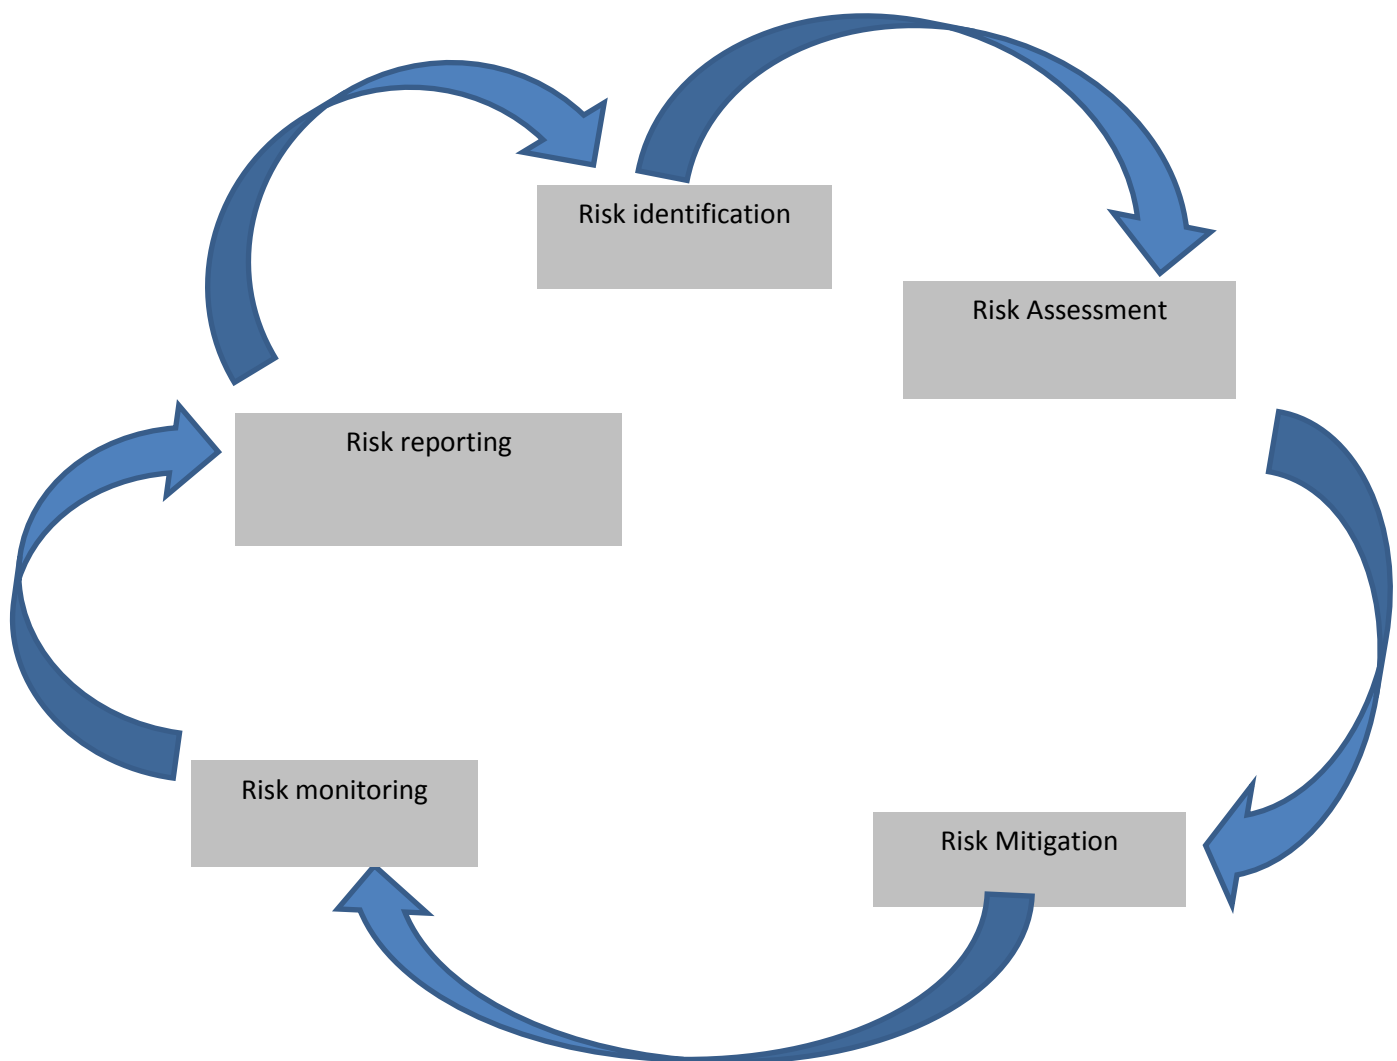 Risk identification
Risk Assessment
Risk reporting
Risk monitoring
Risk Mitigation